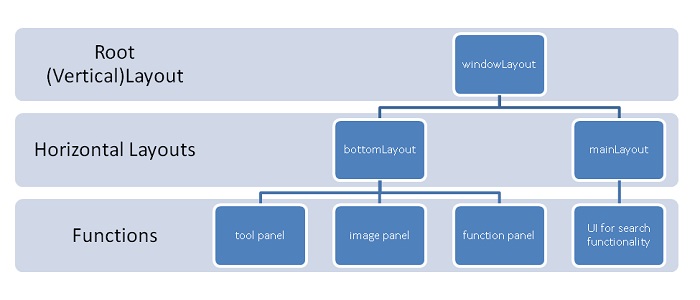 Root
(Vertical)Layout
windowLayout
Horizontal Layouts
bottomLayout
mainLayout
Functions
tool panel
image panel
function panel
UI for search
functionality